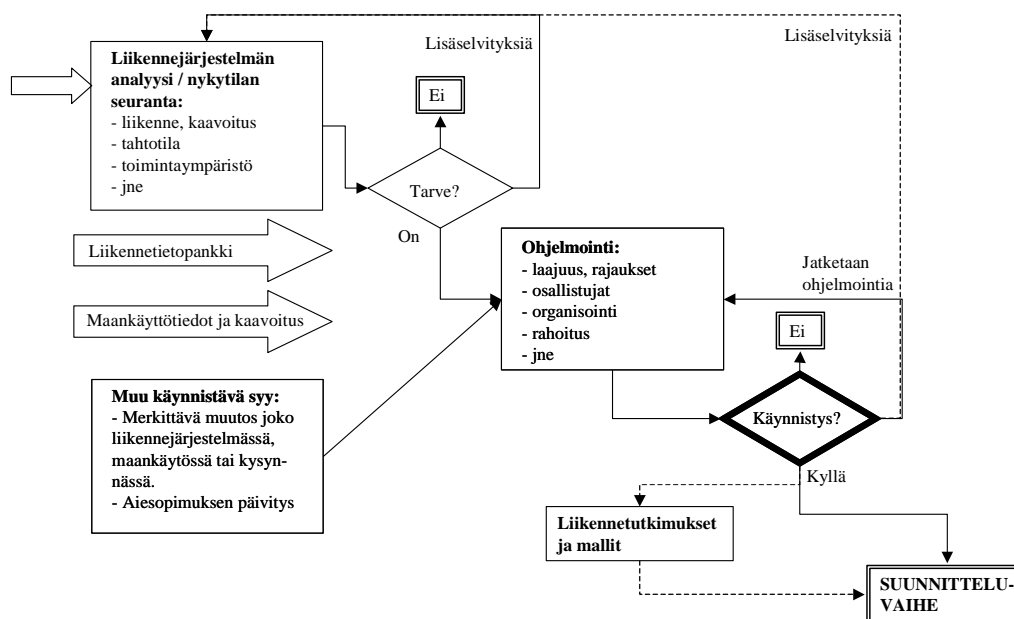 Lisäselvityksiä
Lisäselvityksiä
Liikennejärjestelmän
analyysi / nykytilan
seuranta:
- liikenne, kaavoitus
- tahtotila
- toimintaympäristö
- jne
Ei
Tarve?
On
Liikennetietopankki
Maankäyttötiedot ja kaavoitus
Ohjelmointi:
- laajuus, rajaukset
- osallistujat
- organisointi
- rahoitus
- jne
Jatketaan
ohjelmointia
Ei
Käynnistys?
Kyllä
Muu käynnistävä syy:
- Merkittävä muutos joko
liikennejärjestelmässä,
maankäytössä tai kysyn-
nässä.
- Aiesopimuksen päivitys
Liikennetutkimukset
ja mallit
SUUNNITTELU-
VAIHE